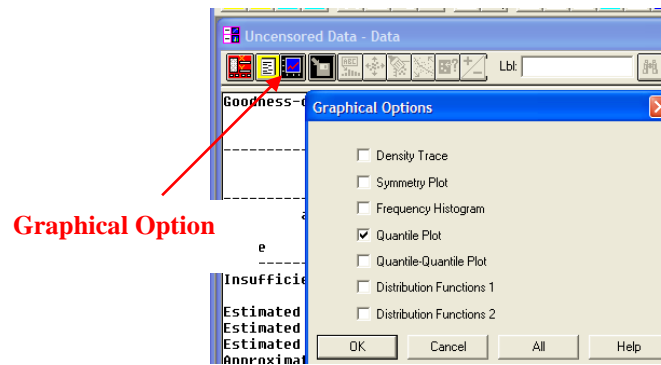 Uncensored Data - Data
Lbl:
Goodness-
Graphical Options
Density Trace
Symmetry Plot
Frequency Histogram
Graphical Option
Quantile Plot
e
Quantile-Quantile Plot
Insufficie
Distribution Functions 1
Estimated
Distribution Functions 2
Estimated
Estimated
OK Cancel All Help
Approximat